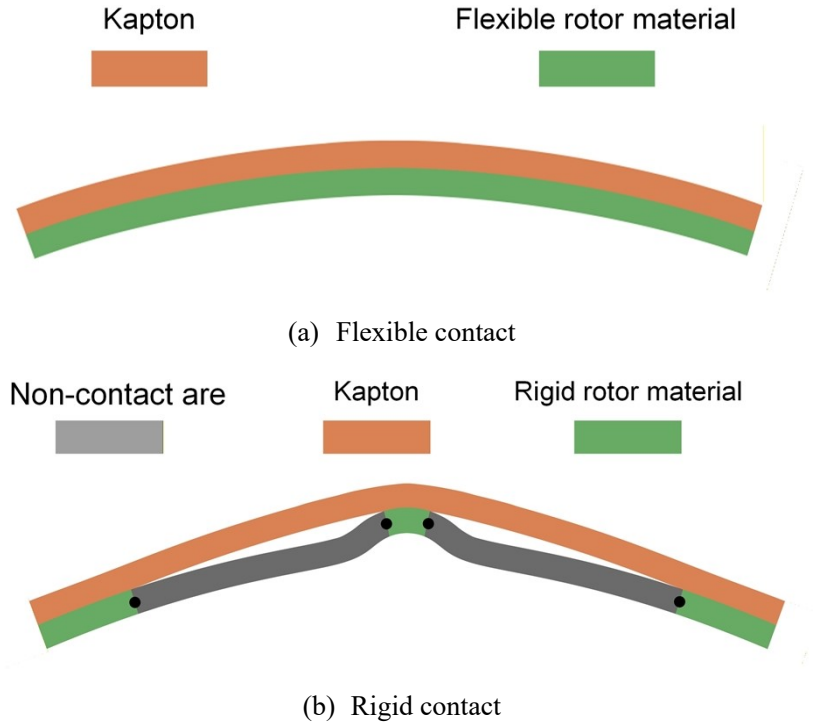 Kapton Flexible rotor material
(a) Flexible contact
Non-contact are Kapton Rigid rotor material
(b) Rigid contact